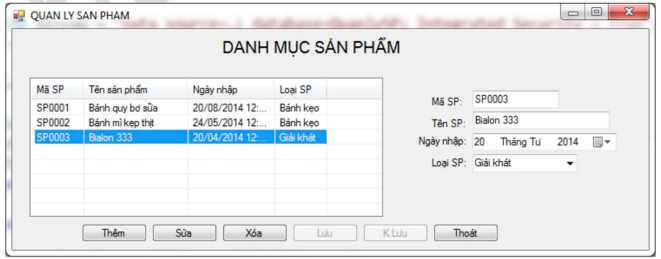 QUAN LY SAN PHAM
DANH MỤC SẢN PHẨM
Mã SP Tên sản phẩm Ngày nhập Loại SP
SP0001 Bánh quy bơ sữa 20/08/2014 12:... Bánh kẹo
SP0002 Bánh mì kẹp thịt 24/05/2014 12:... Bánh kẹo
SP0003 Bialon 333 20/04/2014 12:... Giải khát
Mã SP: SP0003
Tên SP: Bialon 333
Ngày nhập: 20 Tháng Tư 2014
Loại SP: Giải khát
Thêm Sửa Xóa Lưu K.Lưu Thoát